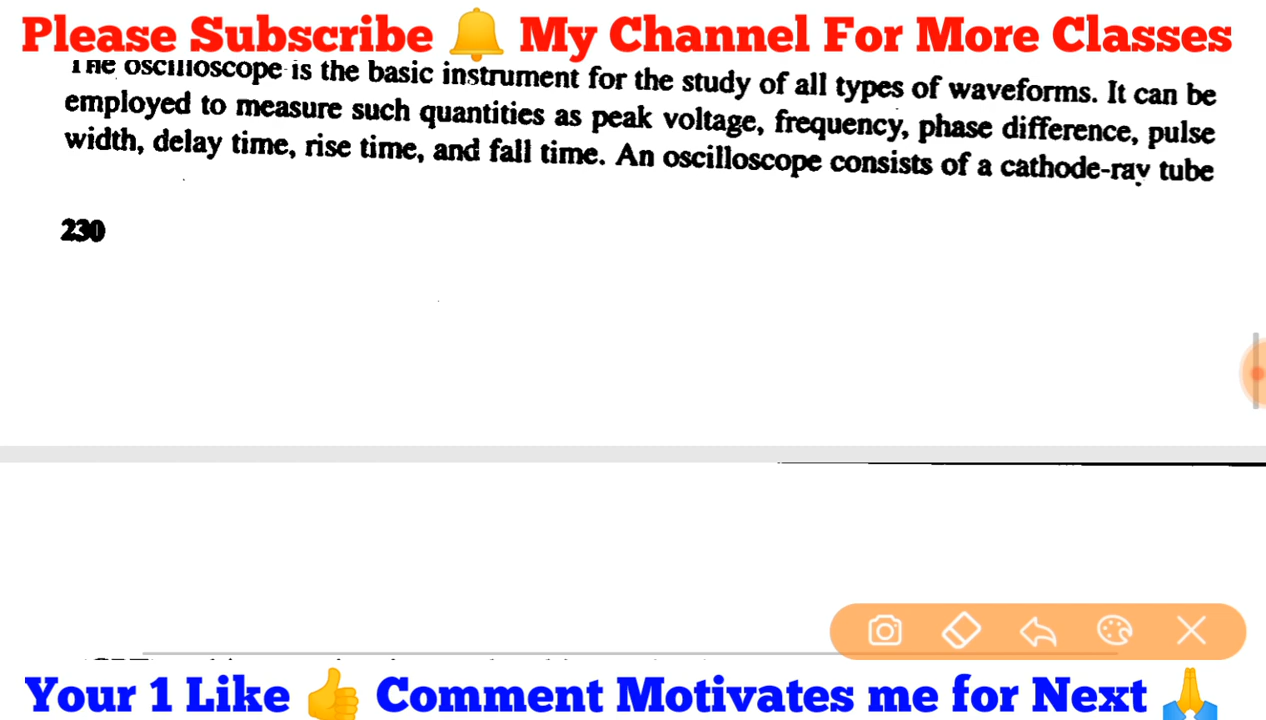 Please Subscribe 🔔 My Channel For More Classes
The oscilloscope is the basic instrument for the study of all types of waveforms. It can be
employed to measure such quantities as peak voltage, frequency, phase difference, pulse
width, delay time, rise time, and fall time. An oscilloscope consists of a cathode-ray tube
230
Your 1 Like 👍 Comment Motivates me for Next 🙏